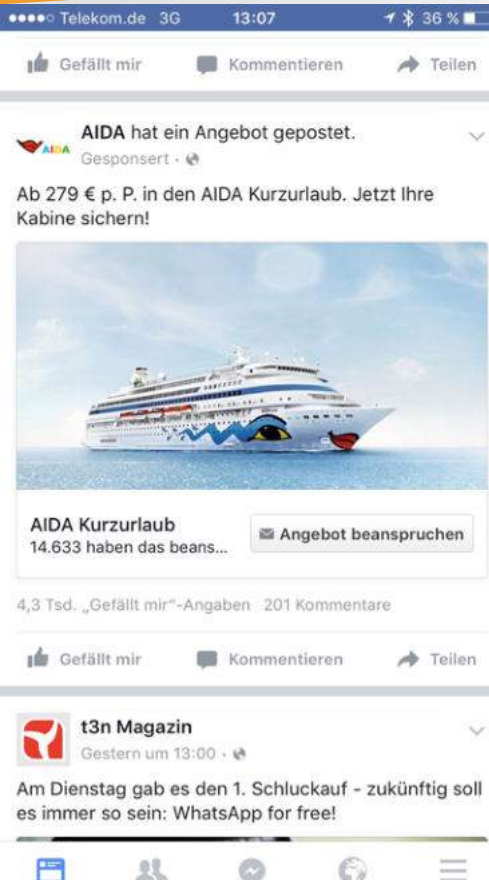 Telekom.de 3G 13:07 36 %
Gefällt mir Kommentieren Teilen
AIDA
AIDA hat ein Angebot gepostet.
Gesponsert ·
Ab 279 € p. P. in den AIDA Kurzurlaub. Jetzt Ihre
Kabine sichern!
AIDA Kurzurlaub
14.633 haben das beans...
Angebot beanspruchen
4,3 Tsd. „Gefällt mir"-Angaben 201 Kommentare
Gefällt mir Kommentieren Teilen
t3n Magazin
Gestern um 13:00 ·
Am Dienstag gab es den 1. Schluckauf - zukünftig soll
es immer so sein: WhatsApp for free!